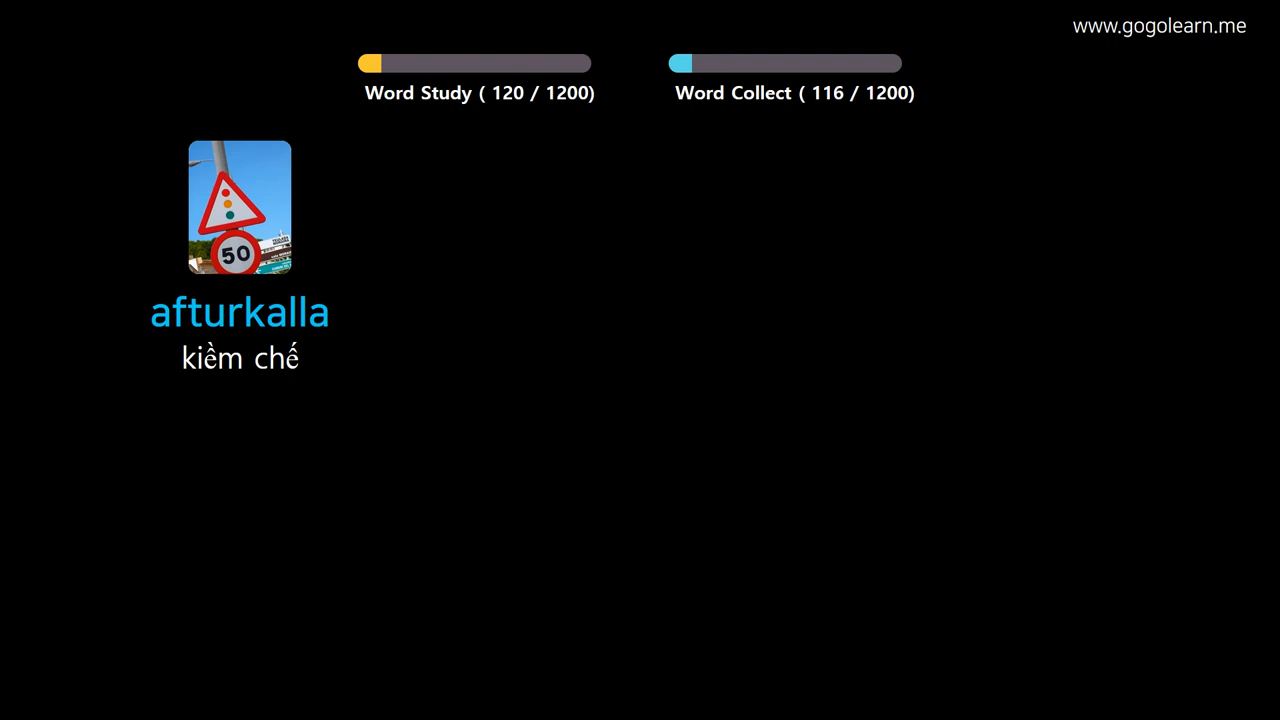 www.gogolearn.me
Word Study ( 120 / 1200)
Word Collect ( 116 / 1200)
50
afturkalla
kiềm chế